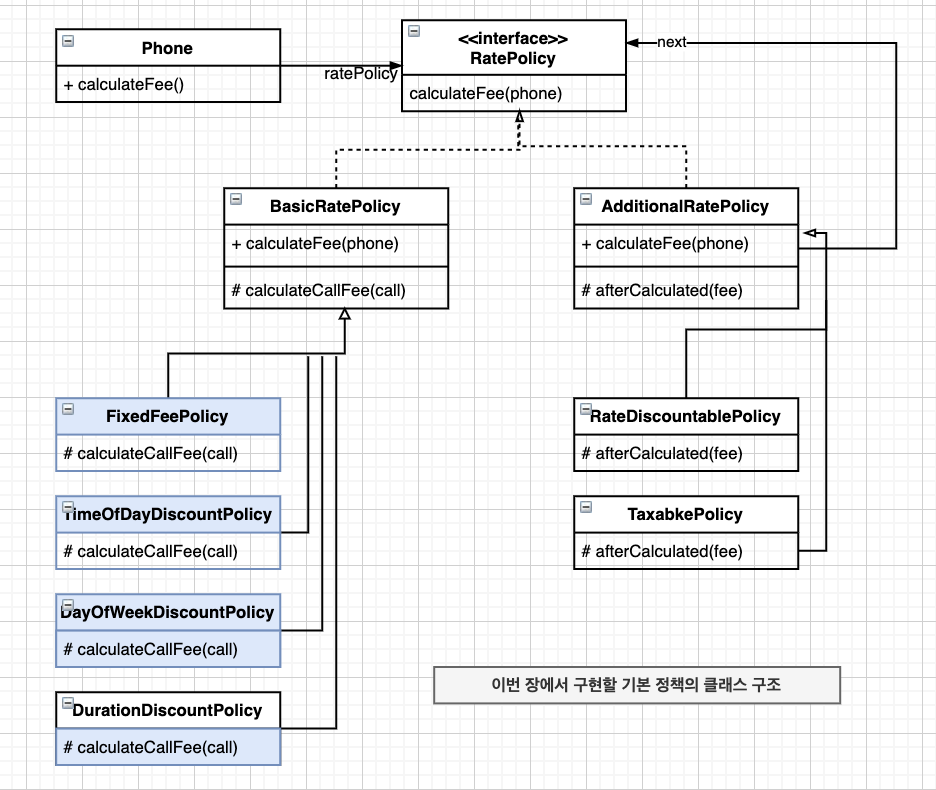 Phone
+ calculateFee()
ratePolicy
<<interface>>
RatePolicy
calculateFee(phone)
next
BasicRatePolicy
+ calculateFee(phone)
# calculateCallFee(call)
AdditionalRatePolicy
+ calculateFee(phone)
# afterCalculated(fee)
FixedFeePolicy
# calculateCallFee(call)
TimeOfDayDiscountPolicy
# calculateCallFee(call)
DayOfWeekDiscountPolicy
# calculateCallFee(call)
DurationDiscountPolicy
# calculateCallFee(call)
RateDiscountablePolicy
# afterCalculated(fee)
TaxabkePolicy
# afterCalculated(fee)
이번 장에서 구현할 기본 정책의 클래스 구조